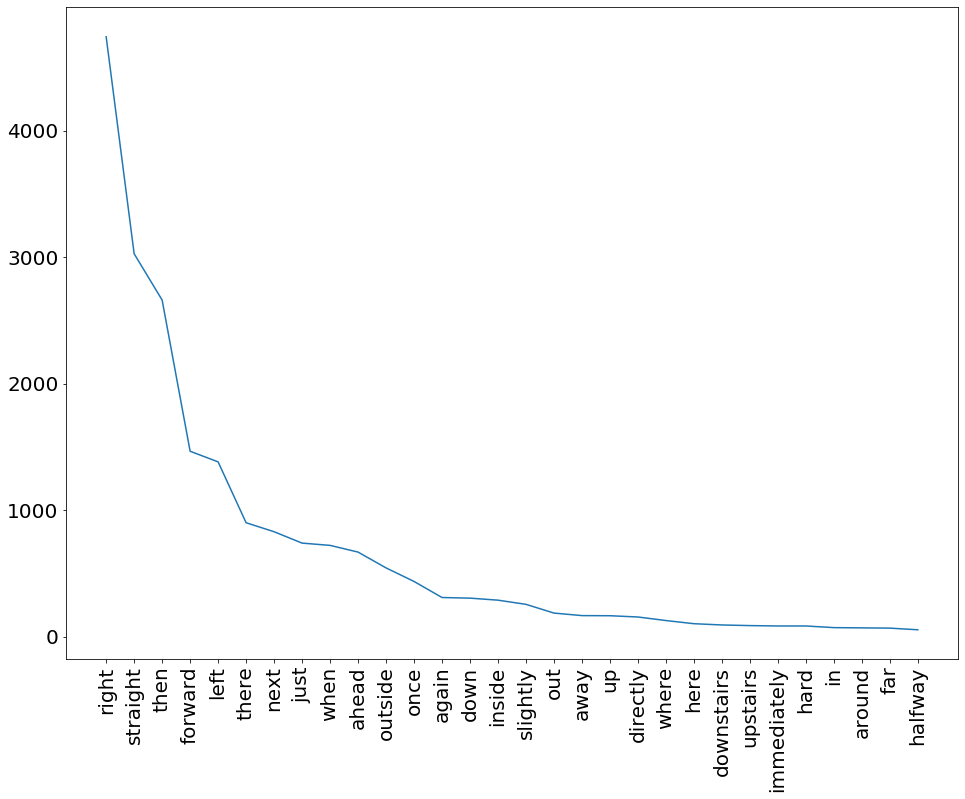 4000
3000
2000
1000
0
right
straight
then
forward
left
there
next
just
when
ahead
outside
once
again
down
inside
slightly
out
away
up
directly
where
here
downstairs
upstairs
immediately
hard
in
around
far
halfway